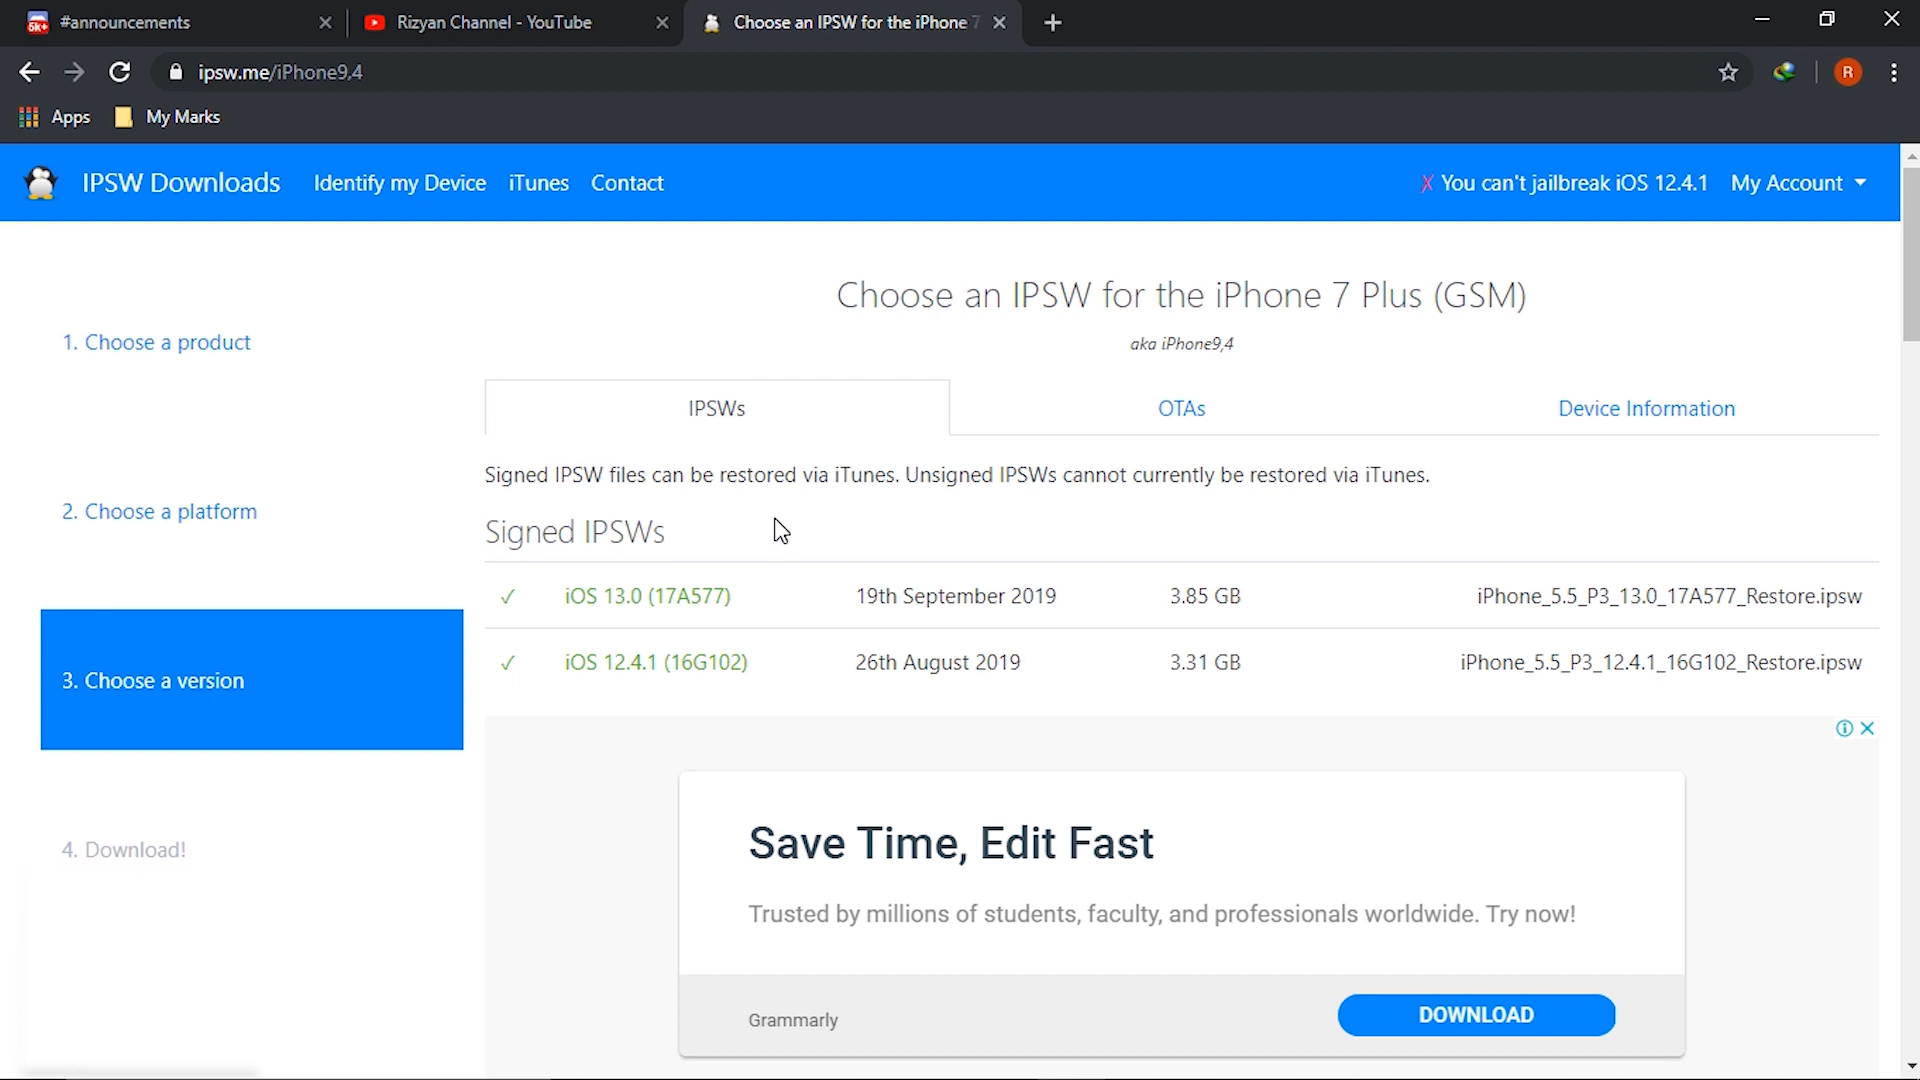 5k+ #announcements
Rizyan Channel - YouTube
Choose an IPSW for the iPhone 7
ipsw.me/iPhone9,4
R
Apps
My Marks
IPSW Downloads Identify my Device iTunes Contact
X You can't jailbreak iOS 12.4.1 My Account
Choose an IPSW for the iPhone 7 Plus (GSM)
aka iPhone9,4
1. Choose a product
2. Choose a platform
3. Choose a version
4. Download!
IPSWs OTAs Device Information
Signed IPSW files can be restored via iTunes. Unsigned IPSWs cannot currently be restored via iTunes.
Signed IPSWs
✓ iOS 13.0 (17A577) 19th September 2019 3.85 GB iPhone_5.5_P3_13.0_17A577_Restore.ipsw
✓ iOS 12.4.1 (16G102) 26th August 2019 3.31 GB iPhone_5.5_P3_12.4.1_16G102_Restore.ipsw
Save Time, Edit Fast
Trusted by millions of students, faculty, and professionals worldwide. Try now!
Grammarly
DOWNLOAD